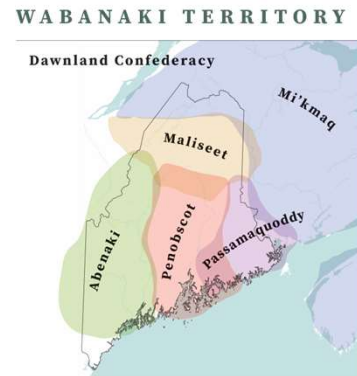 WABANAKI TERRITORY
Dawnland Confederacy
Mi'kmaq
Maliseet
Abenaki
Penobscot
Passamaquoddy